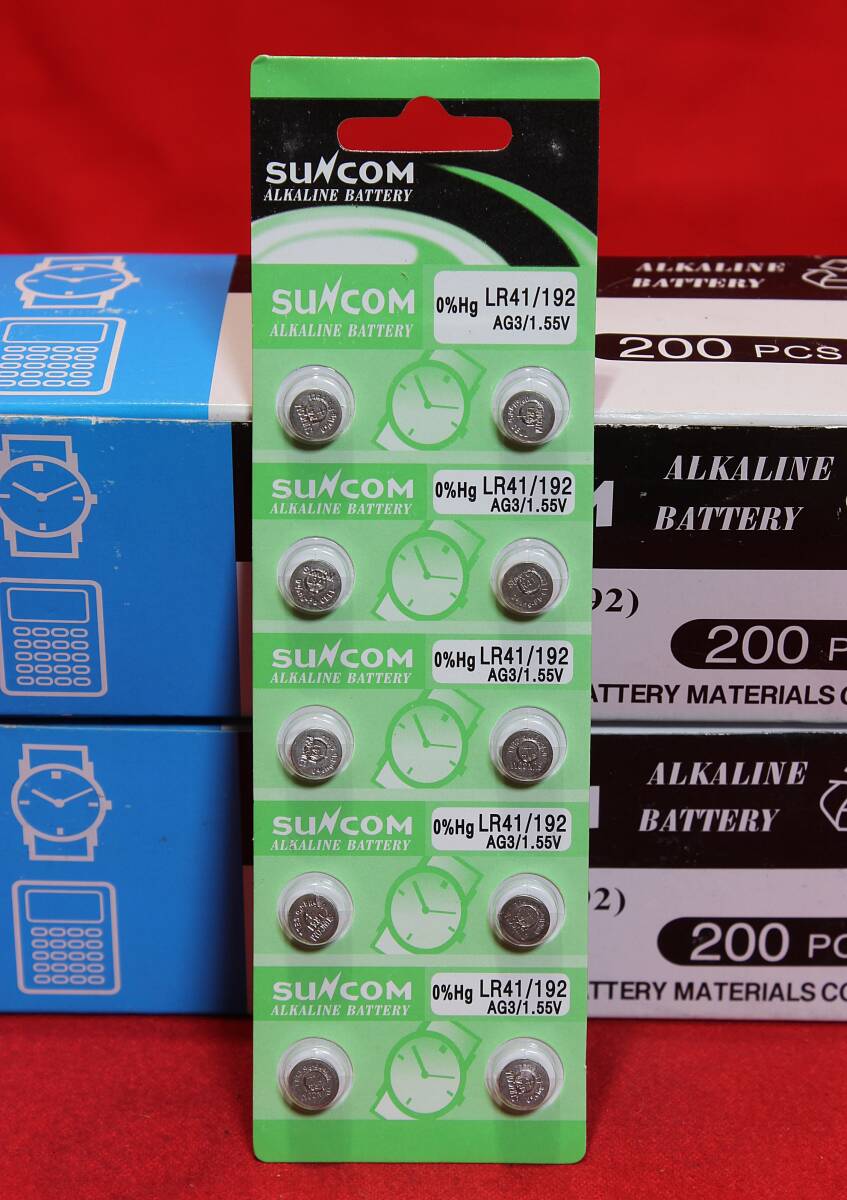 SUNCOM
ALKALINE BATTERY
SUNCOM
ALKALINE BATTERY
0%Hg LR41/192
AG3/1.55V
SUNCOM
ALKALINE BATTERY
0%Hg LR41/192
AG3/1.55V
SUNCOM
ALKALINE BATTERY
0%Hg LR41/192
AG3/1.55V
SUNCOM
ALKALINE BATTERY
0%Hg LR41/192
AG3/1.55V
SUNCOM
ALKALINE BATTERY
0%Hg LR41/192
AG3/1.55V
ALKALINE
BATTERY
200 PCS
M ALKALINE
BATTERY
92)
200 P
ATTERY MATERIALS C
ALKALINE
BATTERY
2)
200 PC
TTERY MATERIALS CO